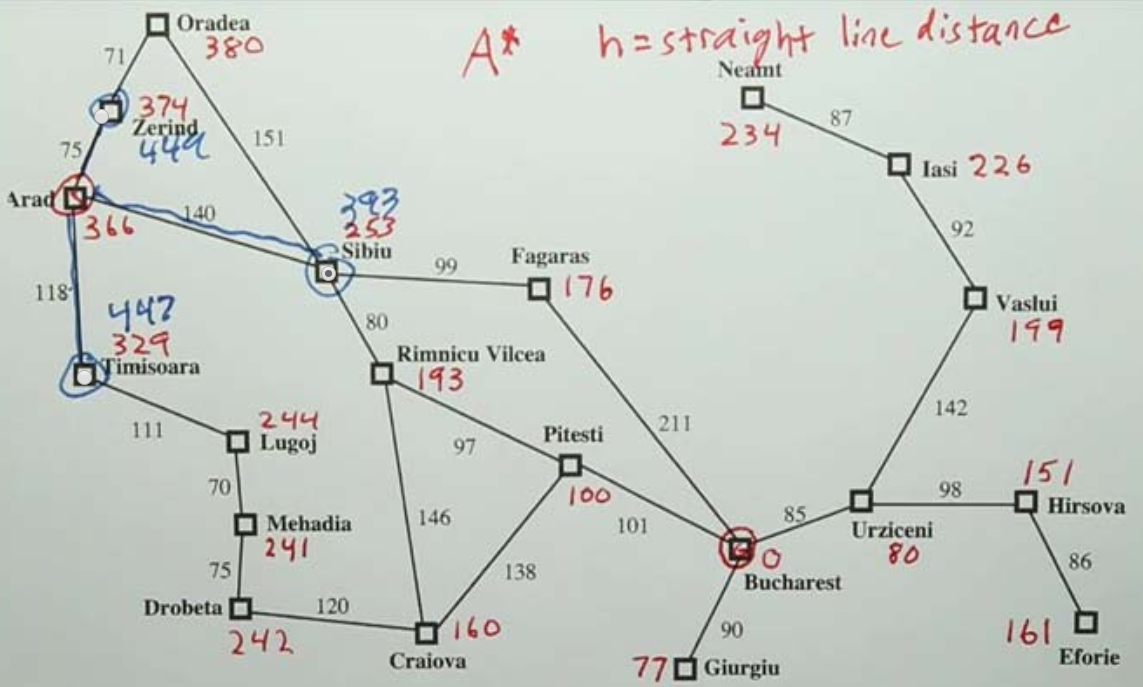 Oradea
380
A* h=straight line distance
71
Neamt
234
87
374
Zerind
449
151
75
Iasi 226
Arad
366
140
393
253
Sibiu
92
99
Fagaras
176
118
Vaslui
199
447
329
Timisoara
80
Rimnicu Vilcea
193
142
211
111
244
Lugoj
97
Pitesti
100
70
146
101
85
98
151
Hirsova
Urziceni
80
Mehadia
241
0
Bucharest
138
86
75
Drobeta
242
120
160
Craiova
90
161
Eforie
77 Giurgiu